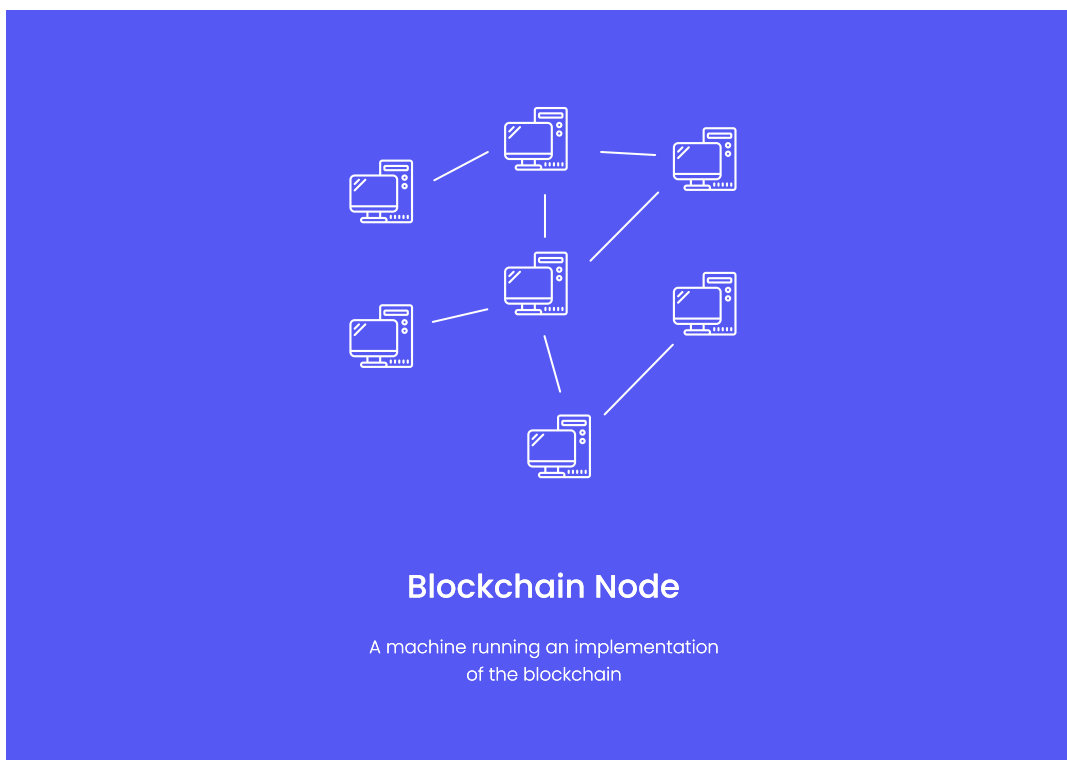 Blockchain Node
A machine running an implementation
of the blockchain